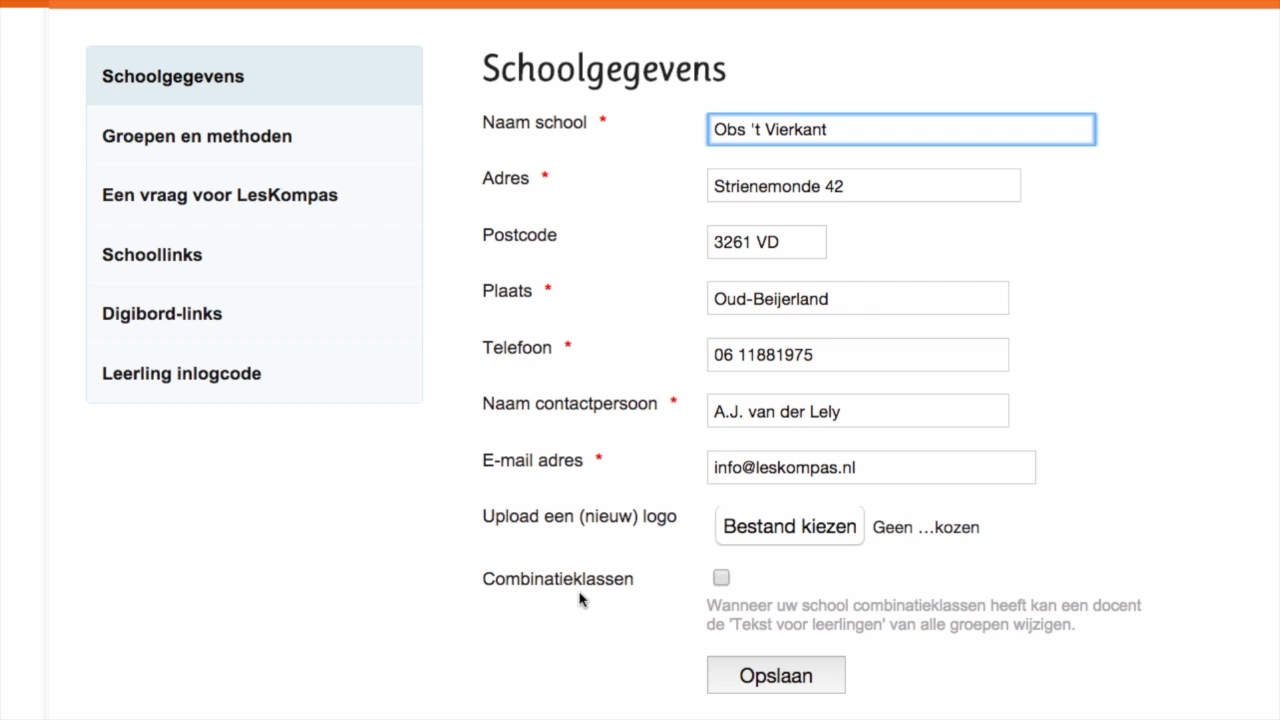 Schoolgegevens
Groepen en methoden
Een vraag voor LesKompas
Schoollinks
Digibord-links
Leerling inlogcode
Schoolgegevens
Naam school * Obs 't Vierkant
Adres * Strienemonde 42
Postcode 3261 VD
Plaats * Oud-Beijerland
Telefoon * 06 11881975
Naam contactpersoon * A.J. van der Lely
E-mail adres * info@leskompas.nl
Upload een (nieuw) logo Bestand kiezen Geen ...kozen
Combinatieklassen
Wanneer uw school combinatieklassen heeft kan een docent
de 'Tekst voor leerlingen' van alle groepen wijzigen.
Opslaan